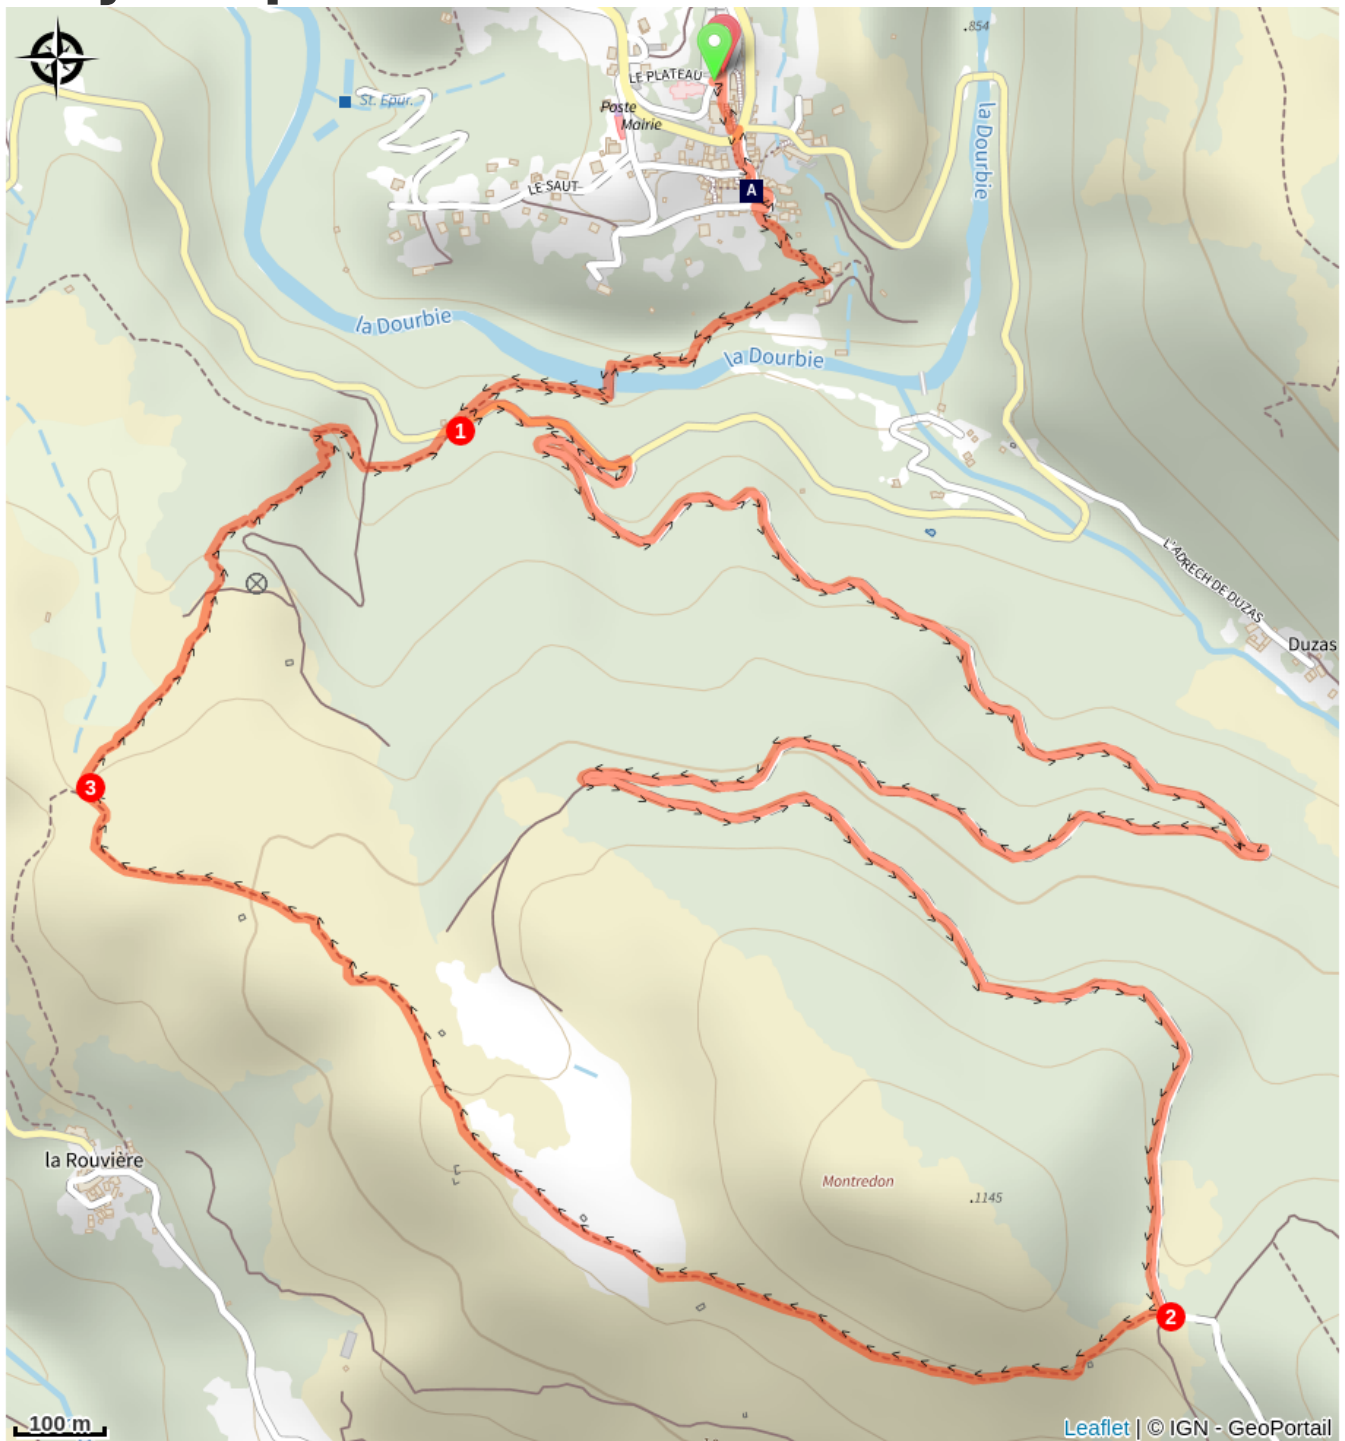 .854
LE PLATEAU
St. Epur.
Poste
Mairie
la Dourbie
LE SAUT
A
la Dourbie
la Dourbie
1
L'ADRECH DE DUZAS
Duzas
3
la Rouvière
Montredon
.1145
2
100 m
Leaflet | © IGN - GeoPortail